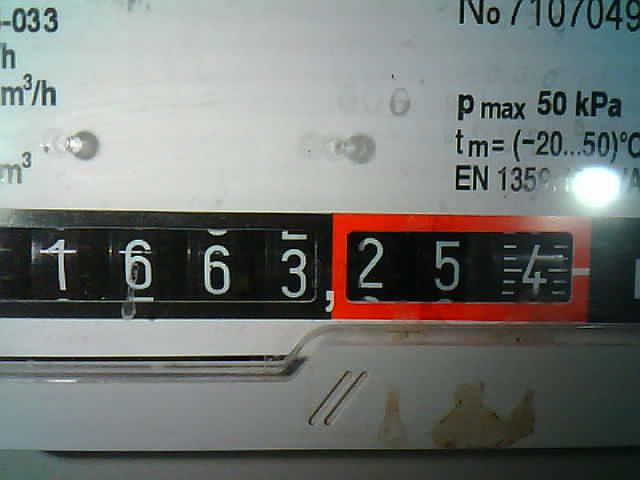 -033
No 7107049
/h
m³/h
p max 50 kPa
t m = (-20...50)°C
m³
EN 1359
1663,254